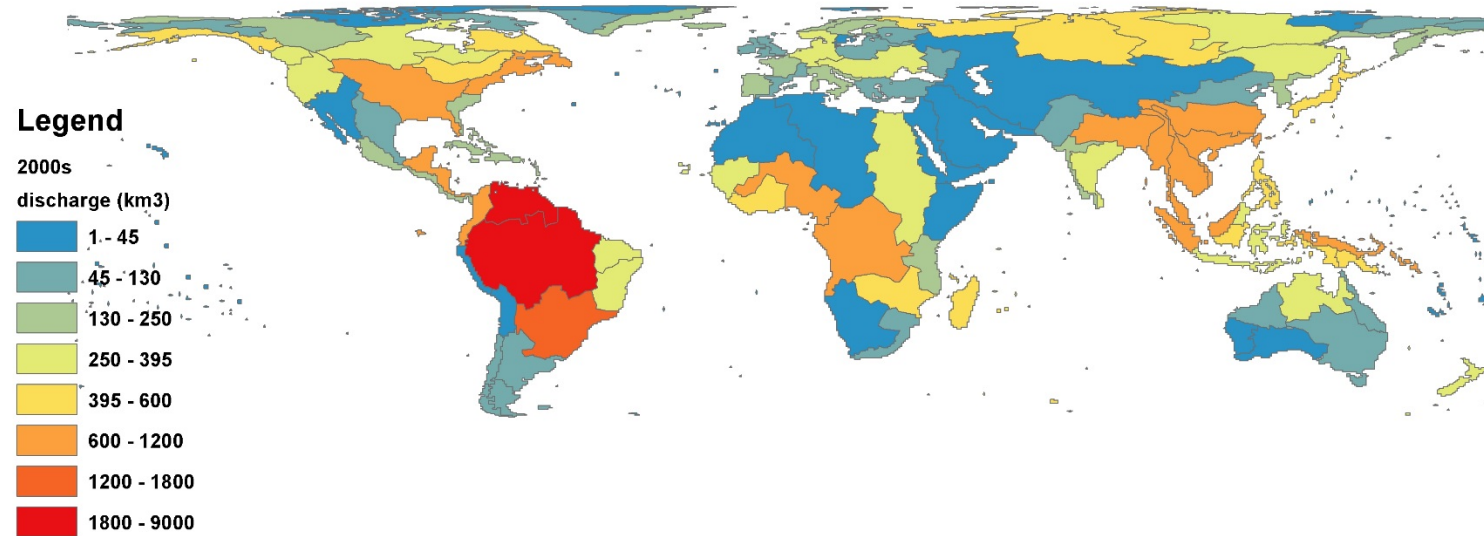 Legend
2000s
discharge (km3)
1 - 45
45 - 130
130 - 250
250 - 395
395 - 600
600 - 1200
1200 - 1800
1800 - 9000